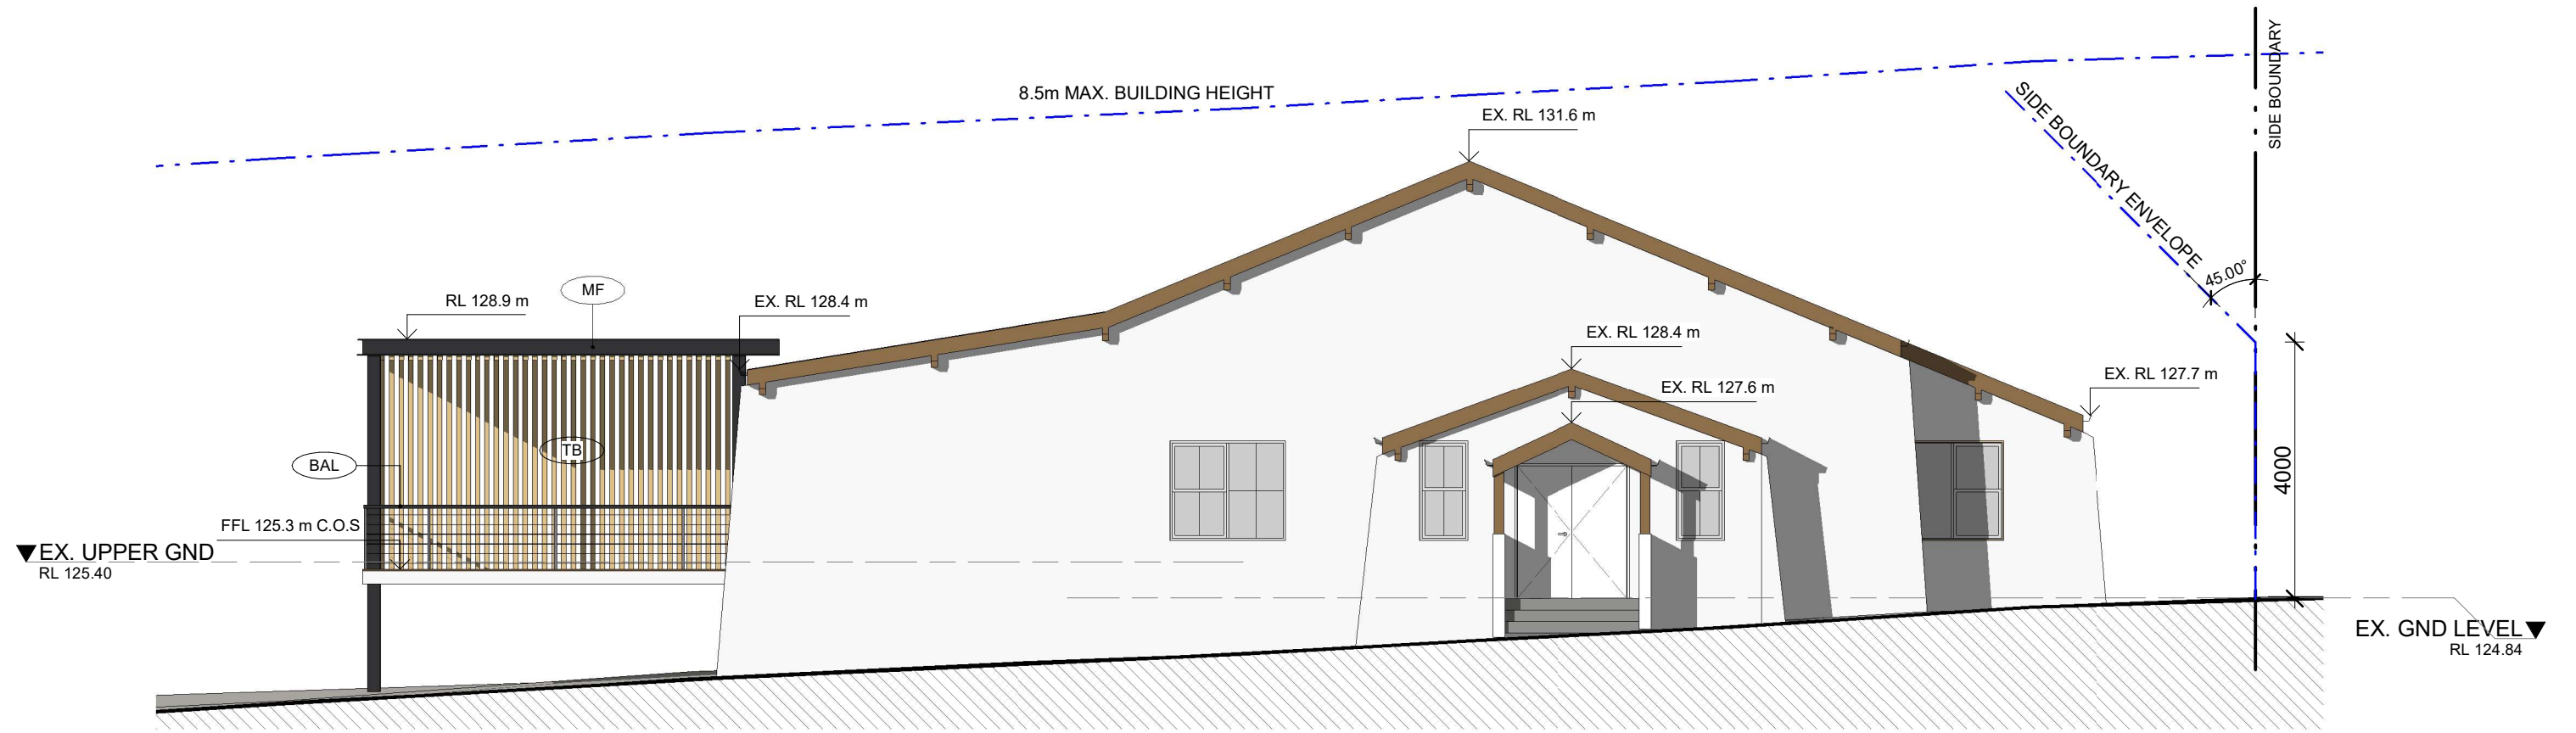 SIDE BOUNDARY
8.5m MAX. BUILDING HEIGHT
EX. RL 131.6 m
SIDE BOUNDARY ENVELOPE
45.00°
MF
RL 128.9 m
EX. RL 128.4 m
EX. RL 128.4 m
EX. RL 127.6 m
EX. RL 127.7 m
TB
BAL
4000
FFL 125.3 m C.O.S
EX. UPPER GND
RL 125.40
EX. GND LEVEL
RL 124.84